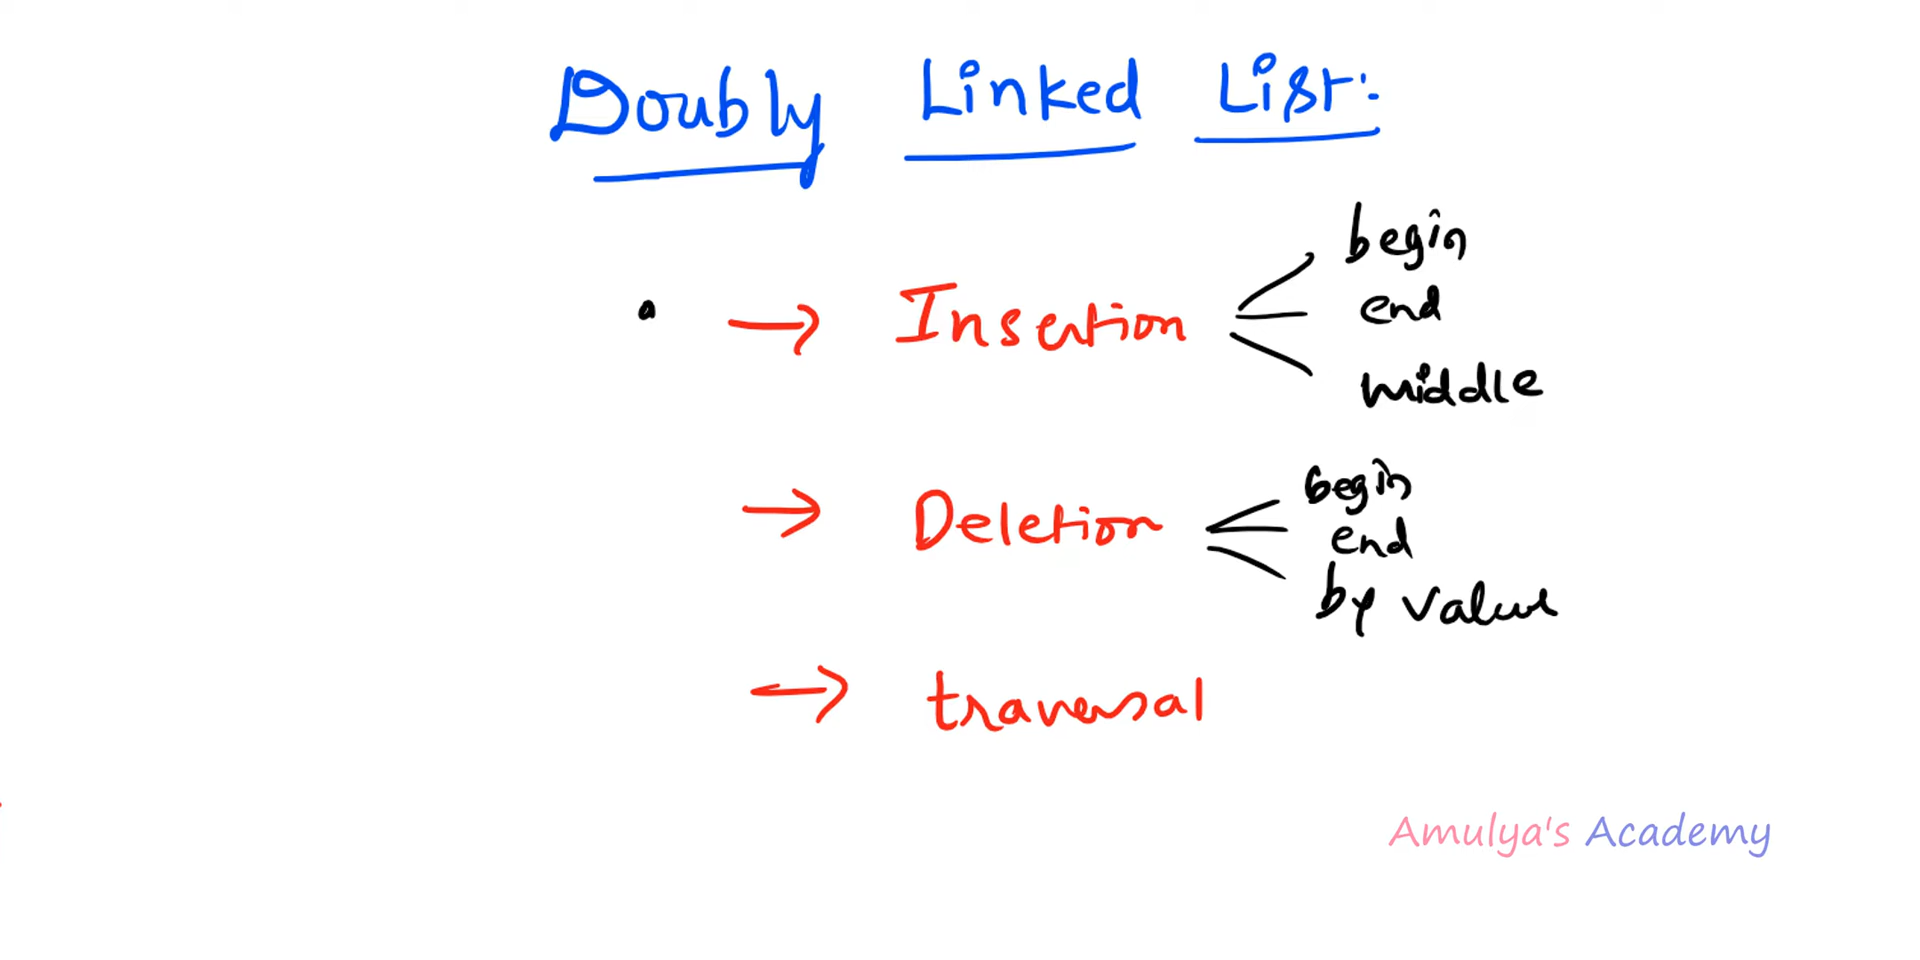 Doubly Linked List:
→ Insertion
begin
end
middle
→ Deletion
begin
end
by value
→ traversal
Amulya's Academy